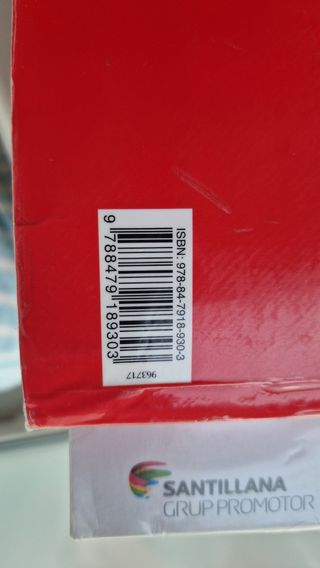 ISBN: 978-84-7918-930-3
9 788479 189303
963717
SANTILLANA
GRUP PROMOTOR